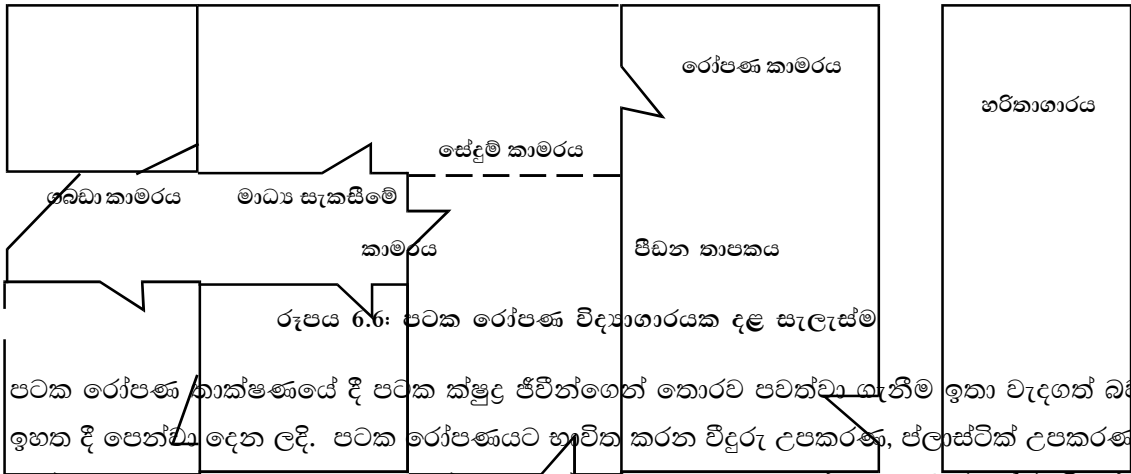 රෝපණ කාමරය
හරිතාගාරය
සේදුම් කාමරය
ගබඩා කාමරය මාධ්‍ය සැකසීමේ
කාමරය පීඩන තාපකය
රූපය 6.6: පටක රෝපණ විද්‍යාගාරයක දළ සැලැස්ම
පටක රෝපණ තාක්ෂණයේ දී පටක ක්ෂුද්‍ර ජීවීන්ගෙන් තොරව පවත්වා ගැනීම ඉතා වැදගත් බව
ඉහත දී පෙන්වා දෙන ලදි. පටක රෝපණයට භාවිත කරන වීදුරු උපකරණ, ප්ලාස්ටික් උපකරණ